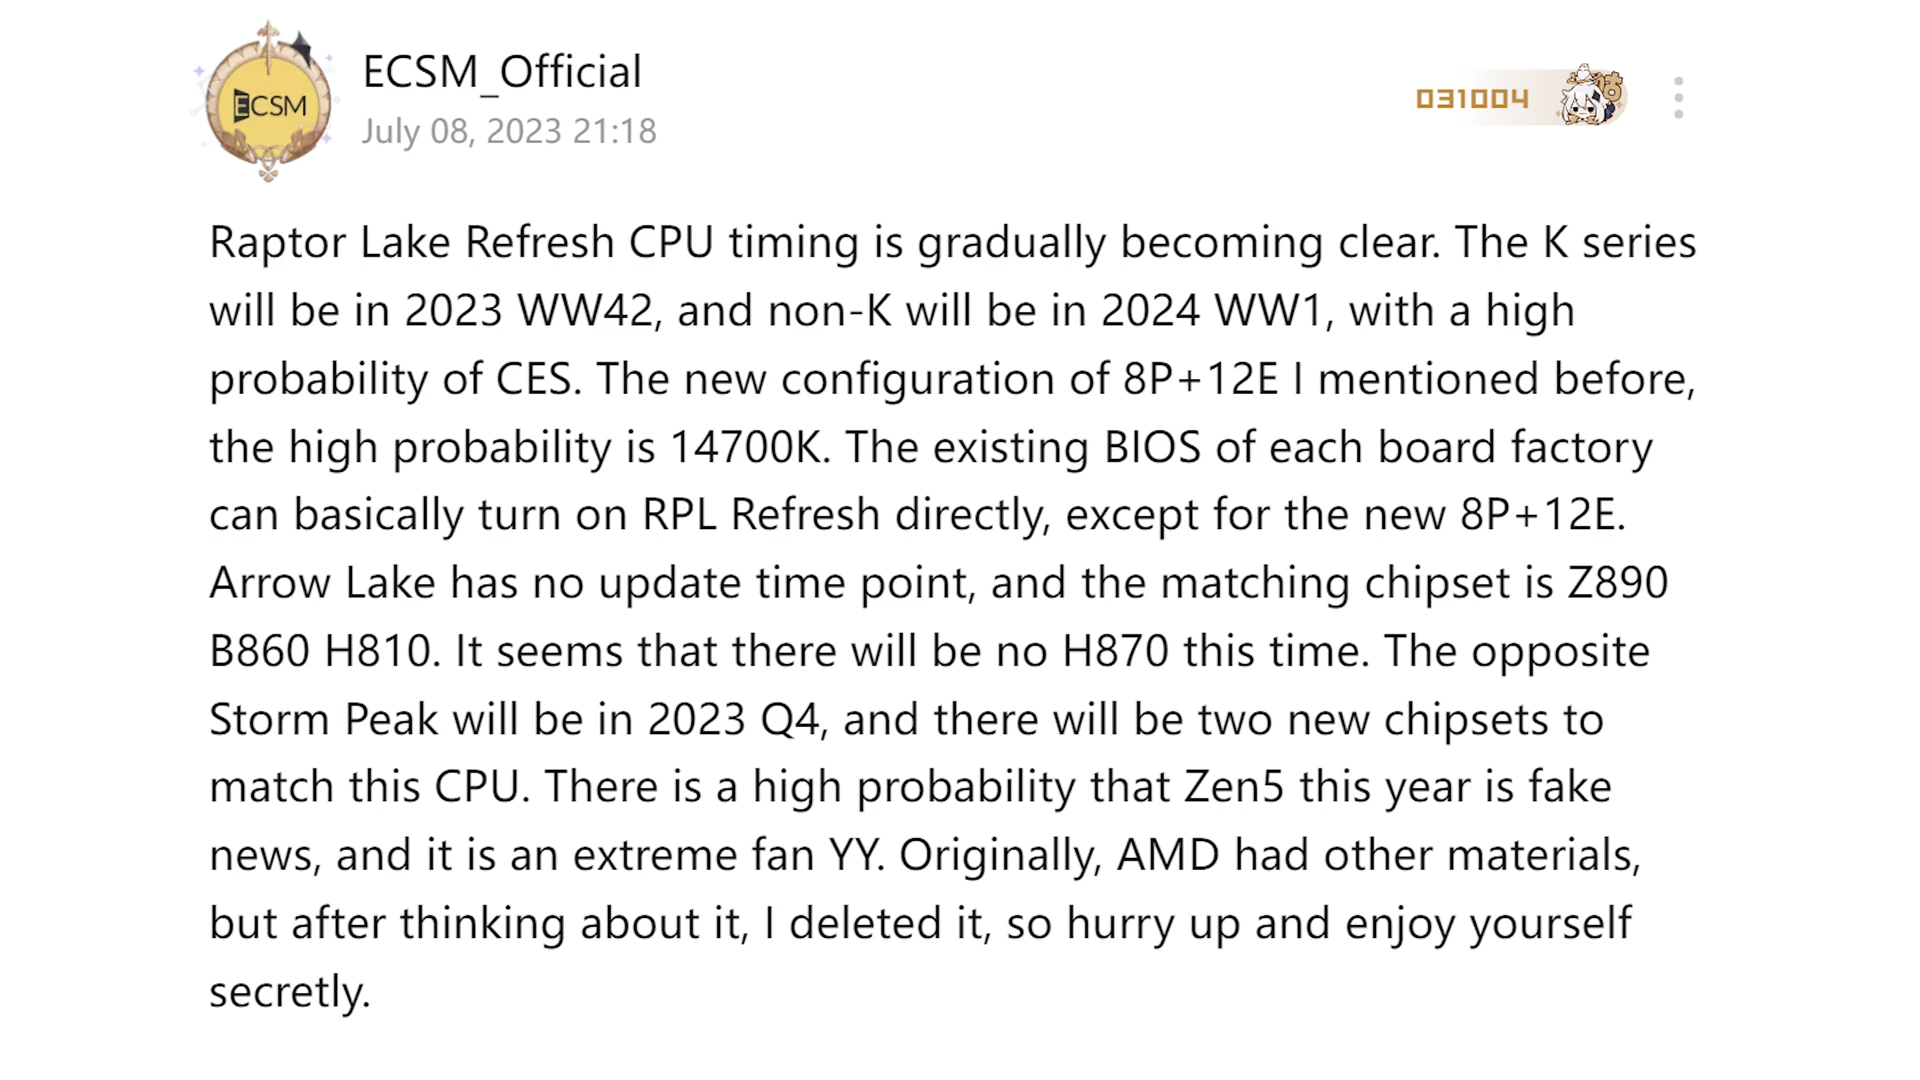 ECSM
ECSM_Official
July 08, 2023 21:18
031004
咕
Raptor Lake Refresh CPU timing is gradually becoming clear. The K series
will be in 2023 WW42, and non-K will be in 2024 WW1, with a high
probability of CES. The new configuration of 8P+12E I mentioned before,
the high probability is 14700K. The existing BIOS of each board factory
can basically turn on RPL Refresh directly, except for the new 8P+12E.
Arrow Lake has no update time point, and the matching chipset is Z890
B860 H810. It seems that there will be no H870 this time. The opposite
Storm Peak will be in 2023 Q4, and there will be two new chipsets to
match this CPU. There is a high probability that Zen5 this year is fake
news, and it is an extreme fan YY. Originally, AMD had other materials,
but after thinking about it, I deleted it, so hurry up and enjoy yourself
secretly.